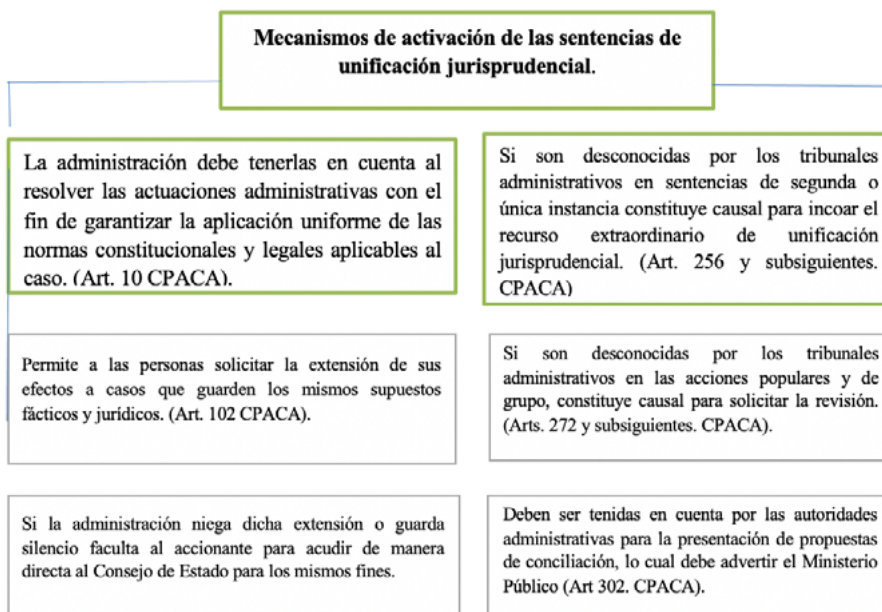 Mecanismos de activación de las sentencias de
unificación jurisprudencial.
La administración debe tenerlas en cuenta al
resolver las actuaciones administrativas con el
fin de garantizar la aplicación uniforme de las
normas constitucionales y legales aplicables al
caso. (Art. 10 CPACA).
Si son desconocidas por los tribunales
administrativos en sentencias de segunda o
única instancia constituye causal para incoar el
recurso extraordinario de unificación
jurisprudencial. (Art. 256 y subsiguientes.
CPACA)
Permite a las personas solicitar la extensión de sus
efectos a casos que guarden los mismos supuestos
fácticos y jurídicos. (Art. 102 CPACA).
Si son desconocidas por los tribunales
administrativos en las acciones populares y de
grupo, constituye causal para solicitar la revisión.
(Arts. 272 y subsiguientes. CPACA).
Si la administración niega dicha extensión o guarda
silencio faculta al accionante para acudir de manera
directa al Consejo de Estado para los mismos fines.
Deben ser tenidas en cuenta por las autoridades
administrativas para la presentación de propuestas
de conciliación, lo cual debe advertir el Ministerio
Público (Art 302. CPACA).